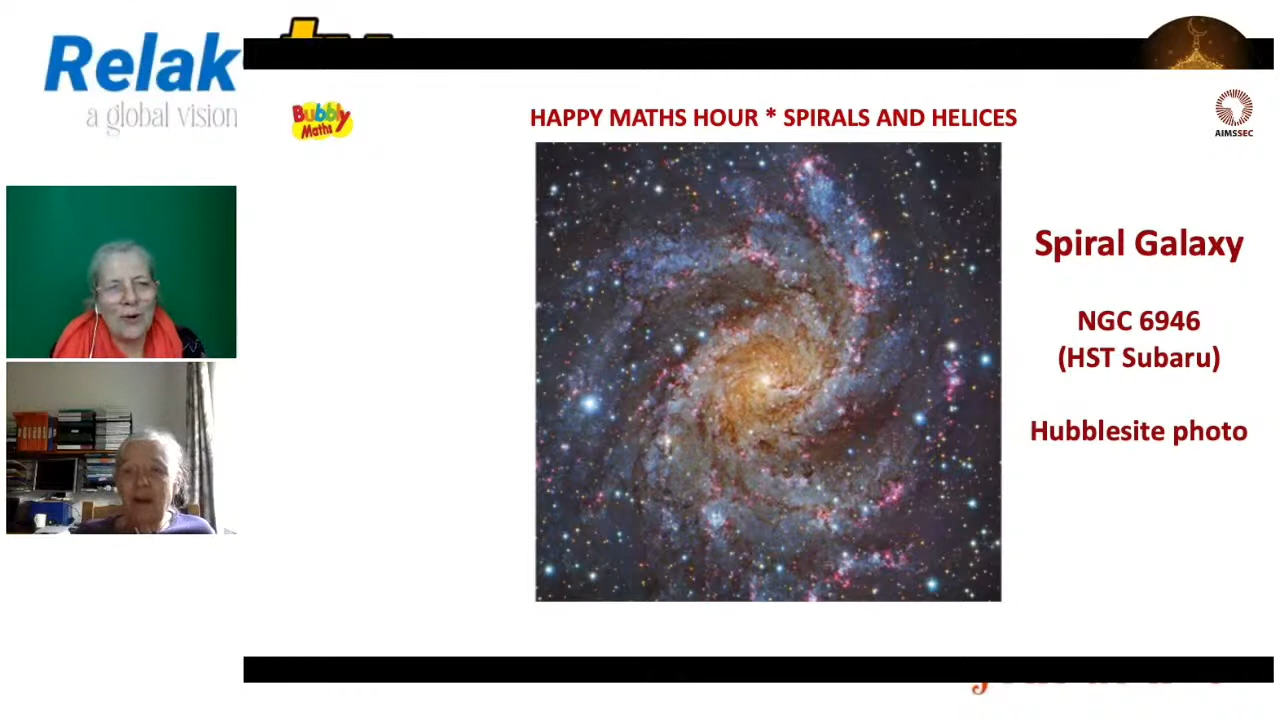 Relak
a global vision
Bubbly
Maths
HAPPY MATHS HOUR * SPIRALS AND HELICES
AIMSSEC
Spiral Galaxy
NGC 6946
(HST Subaru)
Hubblesite photo